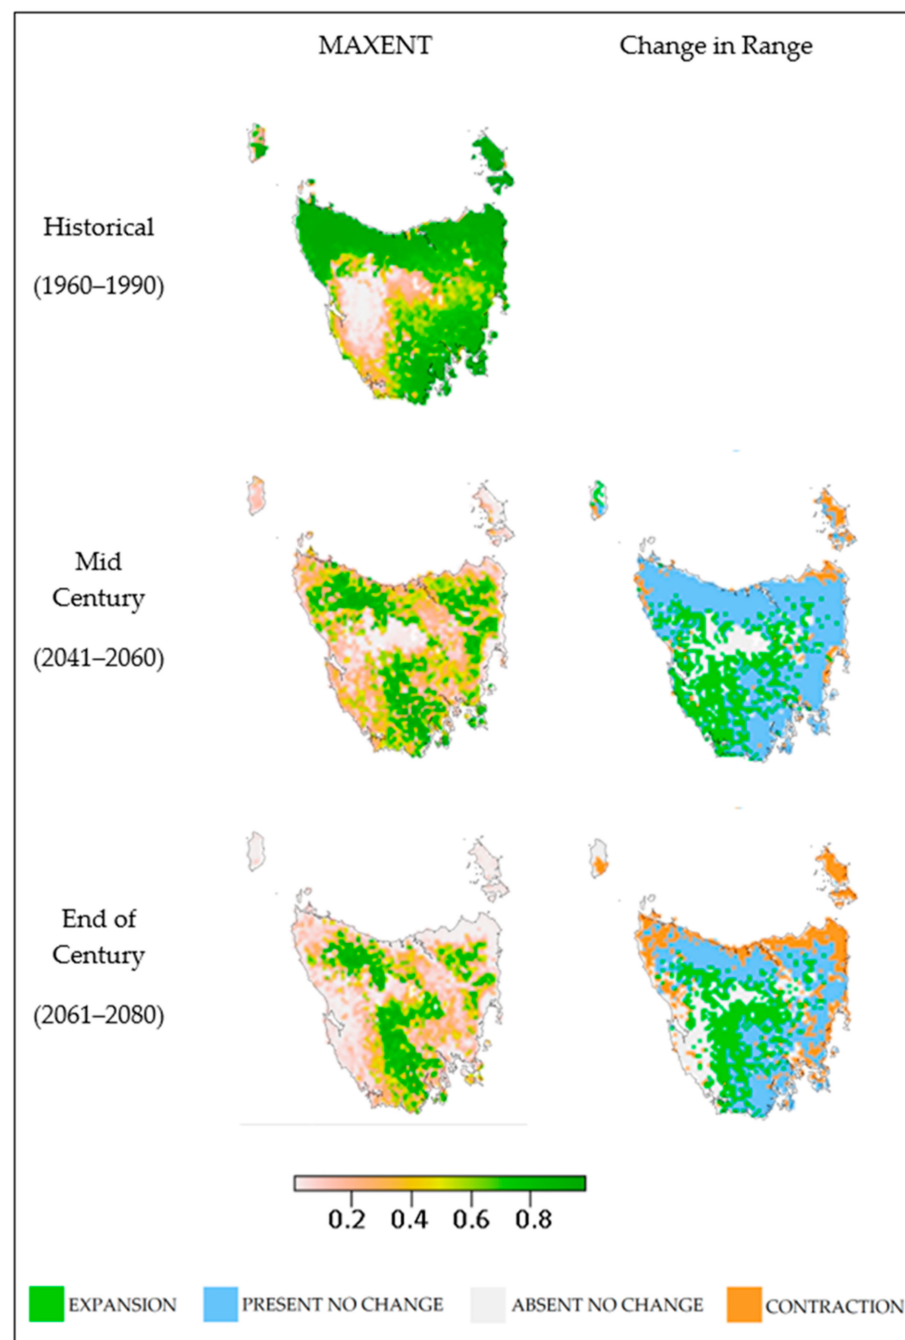 MAXENT
Change in Range
Historical
(1960–1990)
Mid
Century
(2041–2060)
End of
Century
(2061–2080)
0.2 0.4 0.6 0.8
EXPANSION PRESENT NO CHANGE ABSENT NO CHANGE CONTRACTION